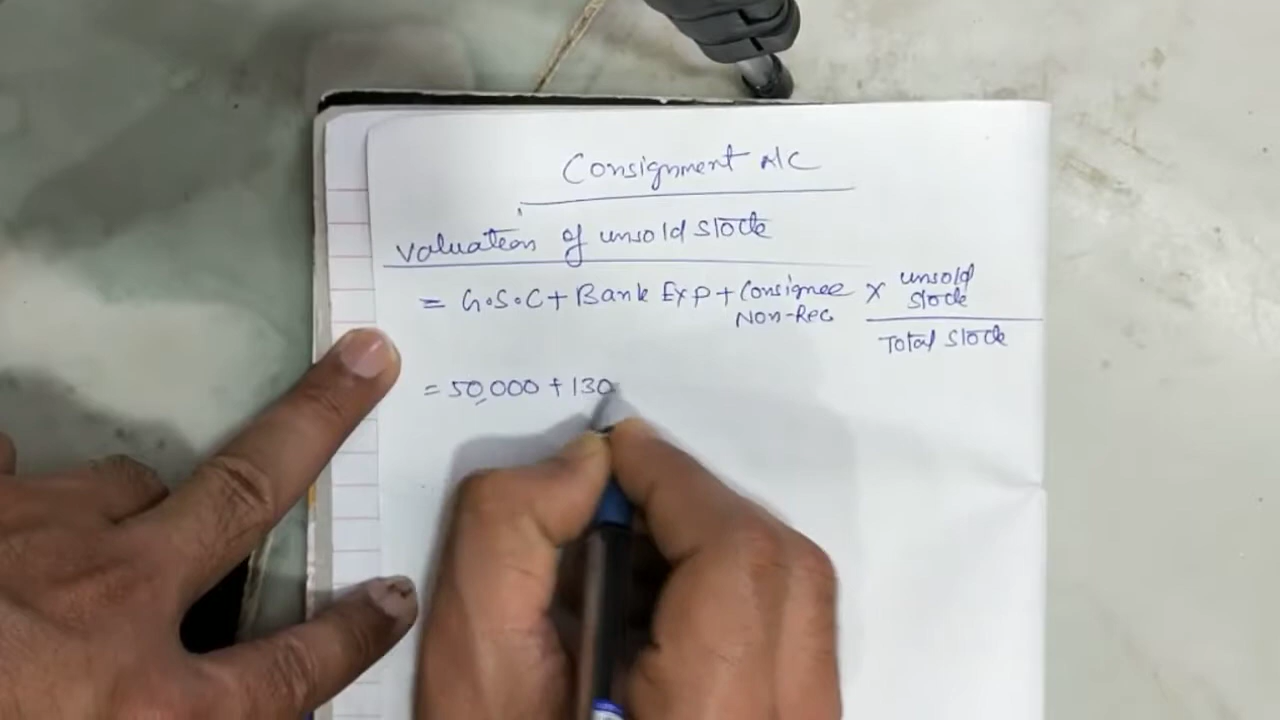 Consignment A/C
valuation of unsold stock
= G.S.C + Bank Exp + Consignee × unsold stock
Non-Rec Total stock
= 50,000 + 130